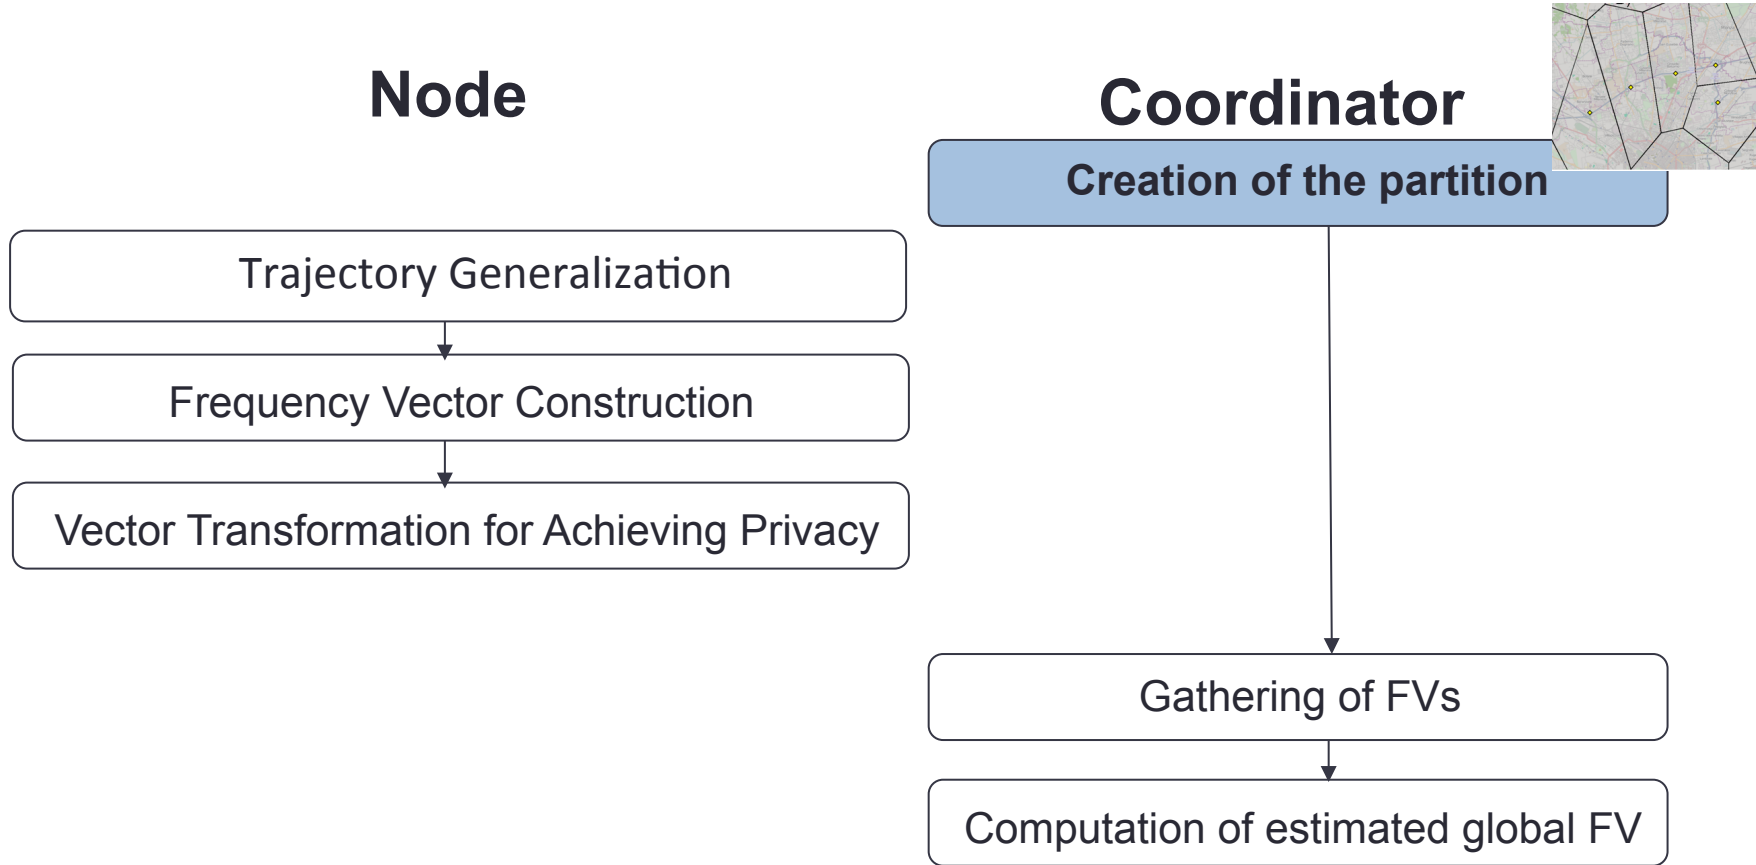 Node
Coordinator
Creation of the partition
Trajectory Generalization
Frequency Vector Construction
Vector Transformation for Achieving Privacy
Gathering of FVs
Computation of estimated global FV